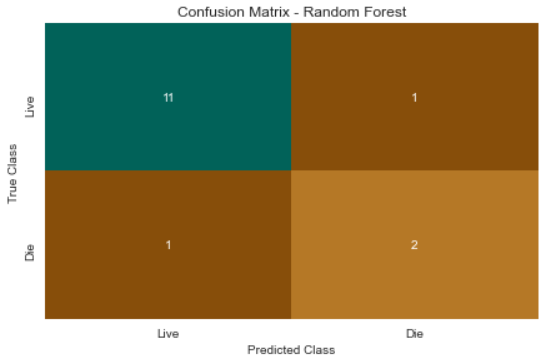 Confusion Matrix - Random Forest
True Class
Live
11
1
Die
1
2
Live
Die
Predicted Class